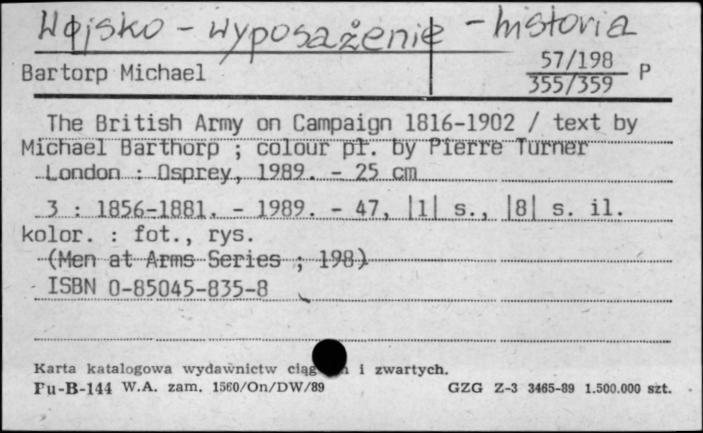 Wojsko - wyposażenie - historia
Bartorp Michael
57/198
355/359 P
The British Army on Campaign 1816-1902 / text by
Michael Barthorp ; colour pl. by Pierre Turner
London : Osprey, 1989. - 25 cm
3 : 1856-1881. - 1989. - 47, |1| s., |8| s. il.
kolor. : fot., rys.
(Men at Arms Series ; 198)
ISBN 0-85045-835-8
Karta katalogowa wydawnictw i zwartych.
Fu-B-144 W.A. zam. 1560/On/DW/89 GZG Z-3 3465-89 1.500.000 szt.